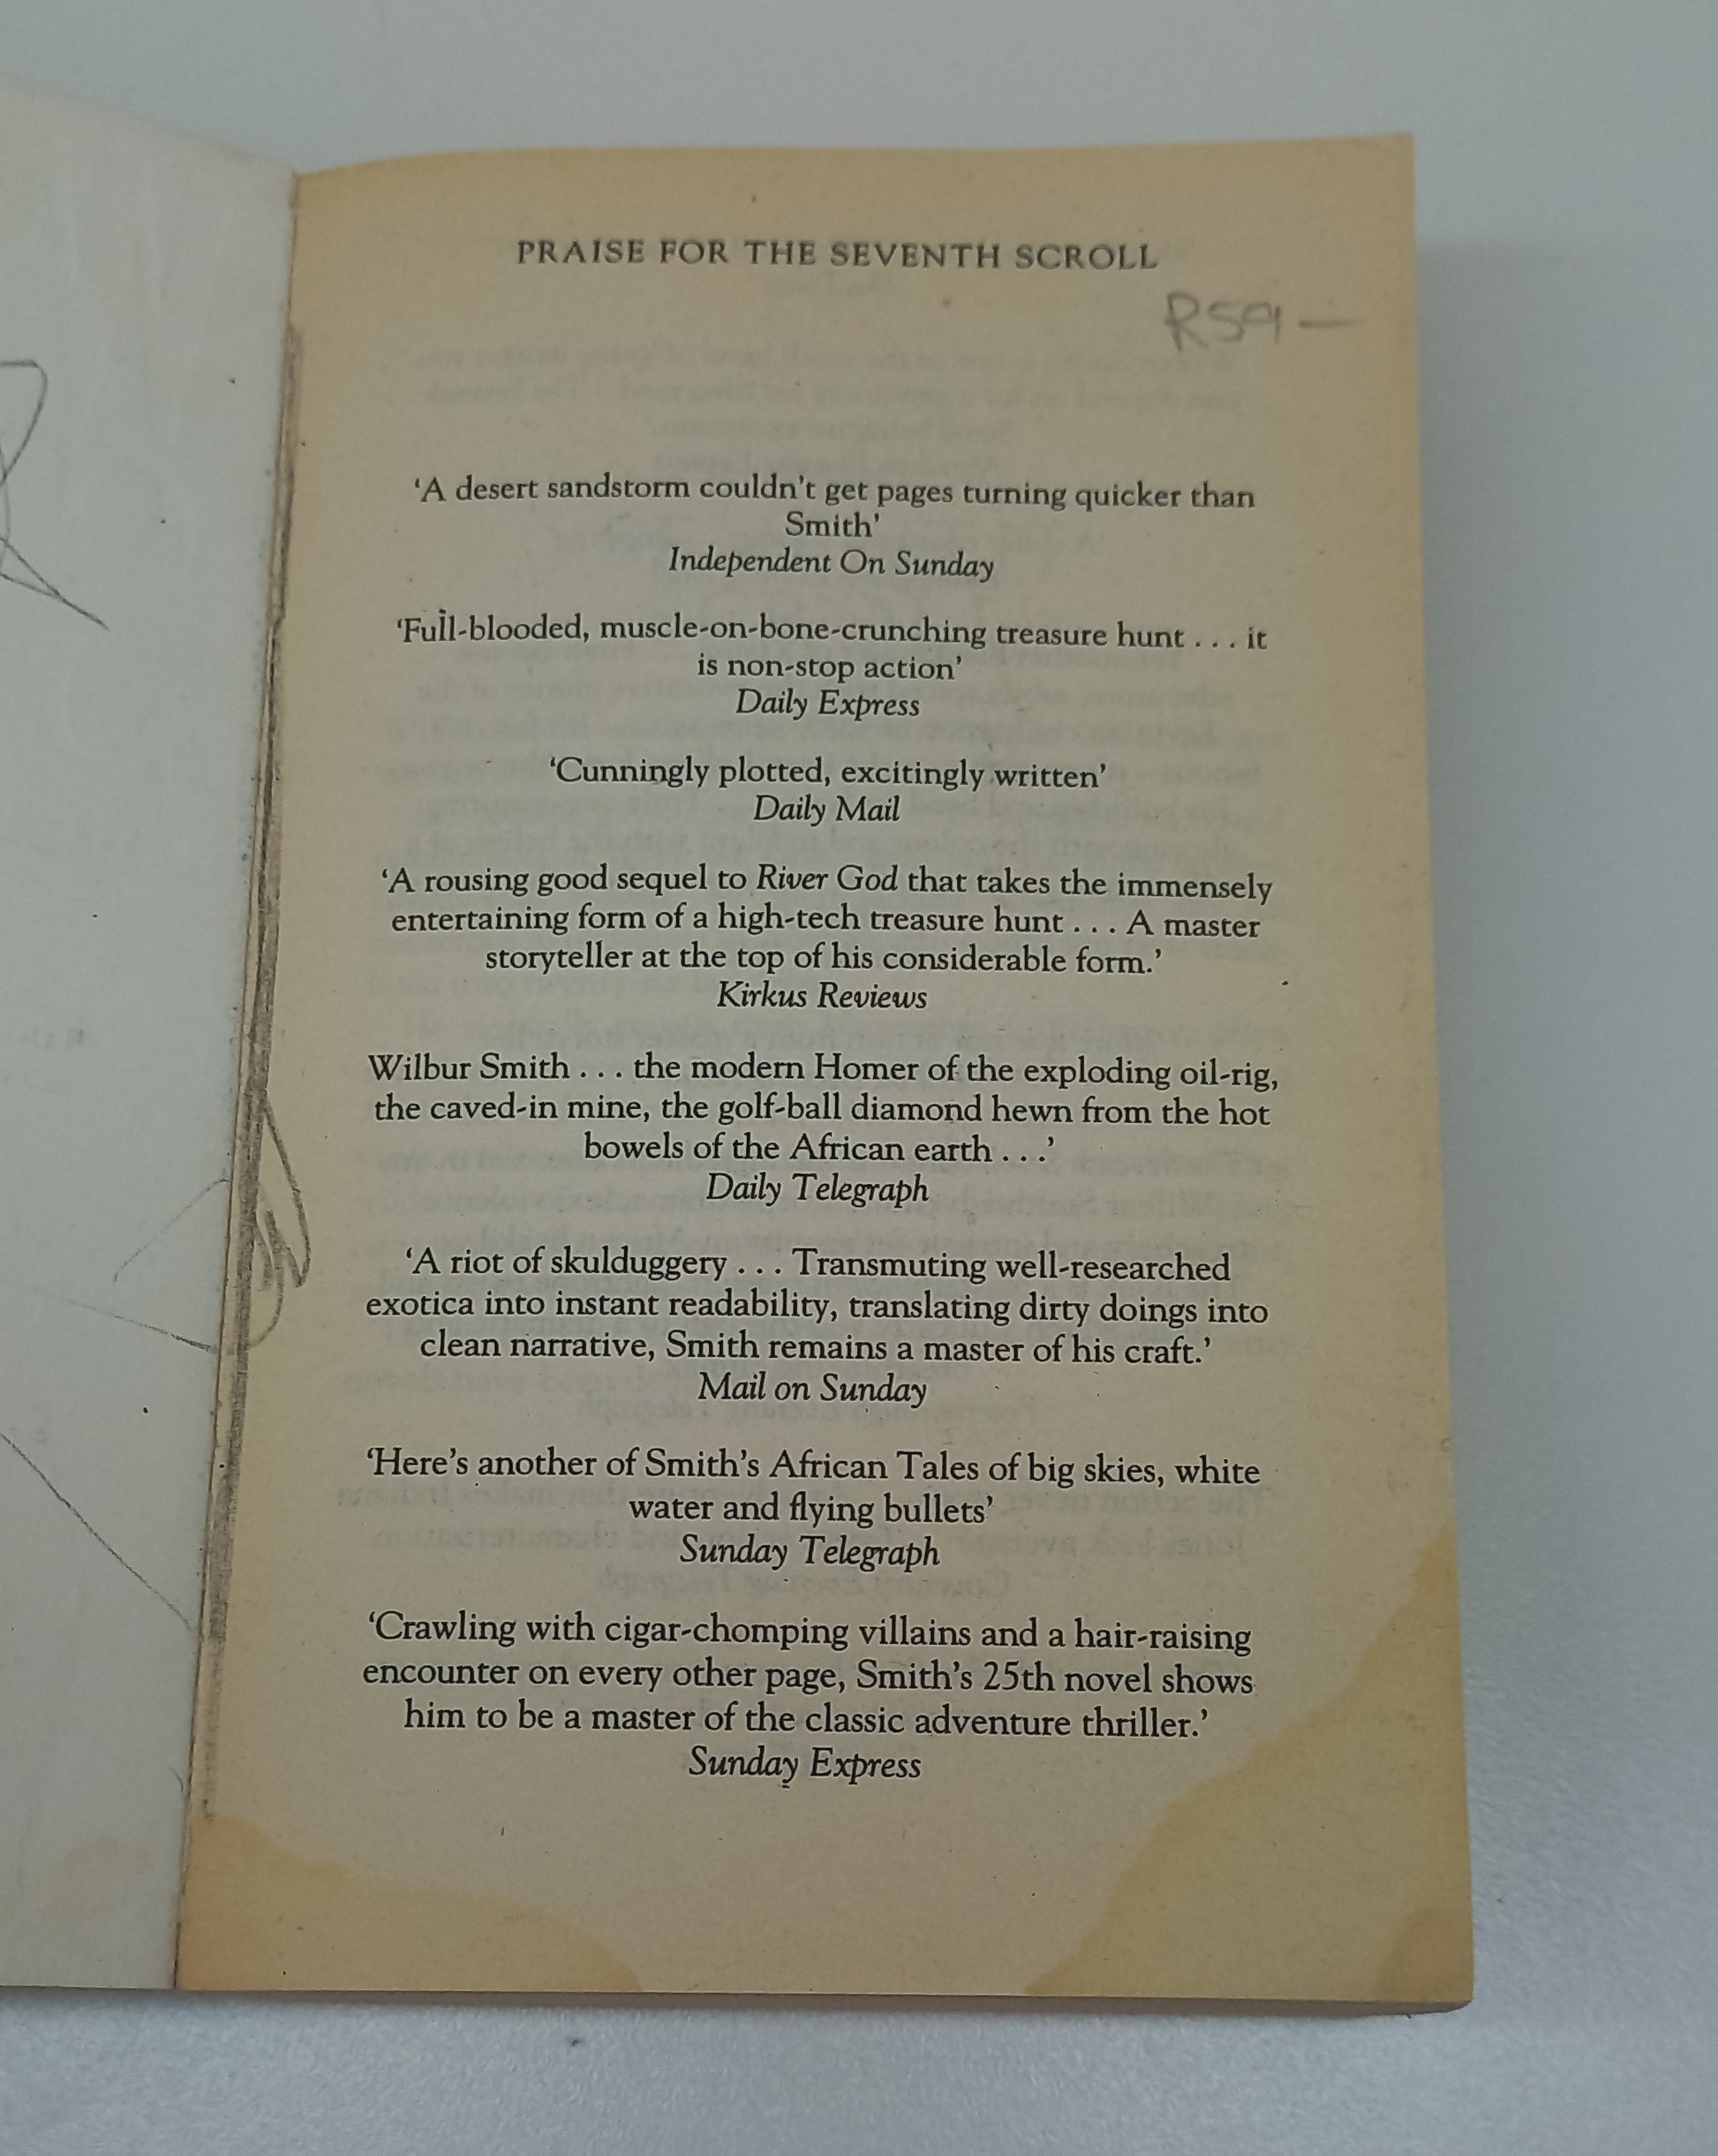 PRAISE FOR THE SEVENTH SCROLL
R59 —
‘A desert sandstorm couldn’t get pages turning quicker than
Smith’
Independent On Sunday
‘Full-blooded, muscle-on-bone-crunching treasure hunt . . . it
is non-stop action’
Daily Express
‘Cunningly plotted, excitingly written’
Daily Mail
‘A rousing good sequel to River God that takes the immensely
entertaining form of a high-tech treasure hunt . . . A master
storyteller at the top of his considerable form.’
Kirkus Reviews
Wilbur Smith . . . the modern Homer of the exploding oil-rig,
the caved-in mine, the golf-ball diamond hewn from the hot
bowels of the African earth . . .’
Daily Telegraph
‘A riot of skulduggery . . . Transmuting well-researched
exotica into instant readability, translating dirty doings into
clean narrative, Smith remains a master of his craft.’
Mail on Sunday
‘Here’s another of Smith’s African Tales of big skies, white
water and flying bullets’
Sunday Telegraph
‘Crawling with cigar-chomping villains and a hair-raising
encounter on every other page, Smith’s 25th novel shows
him to be a master of the classic adventure thriller.’
Sunday Express